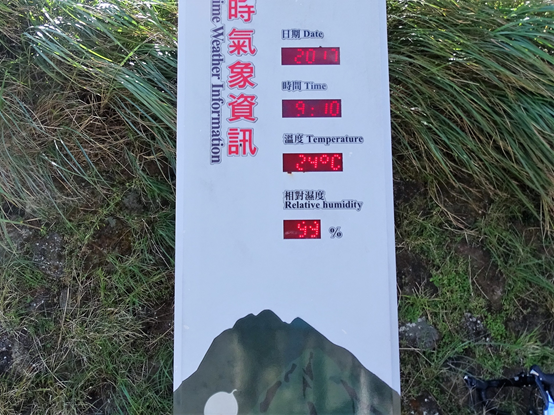 時氣象資訊
Weather Information
日期 Date
時間 Time
9:10
溫度 Temperature
24°C
相對濕度
Relative humidity
99 %